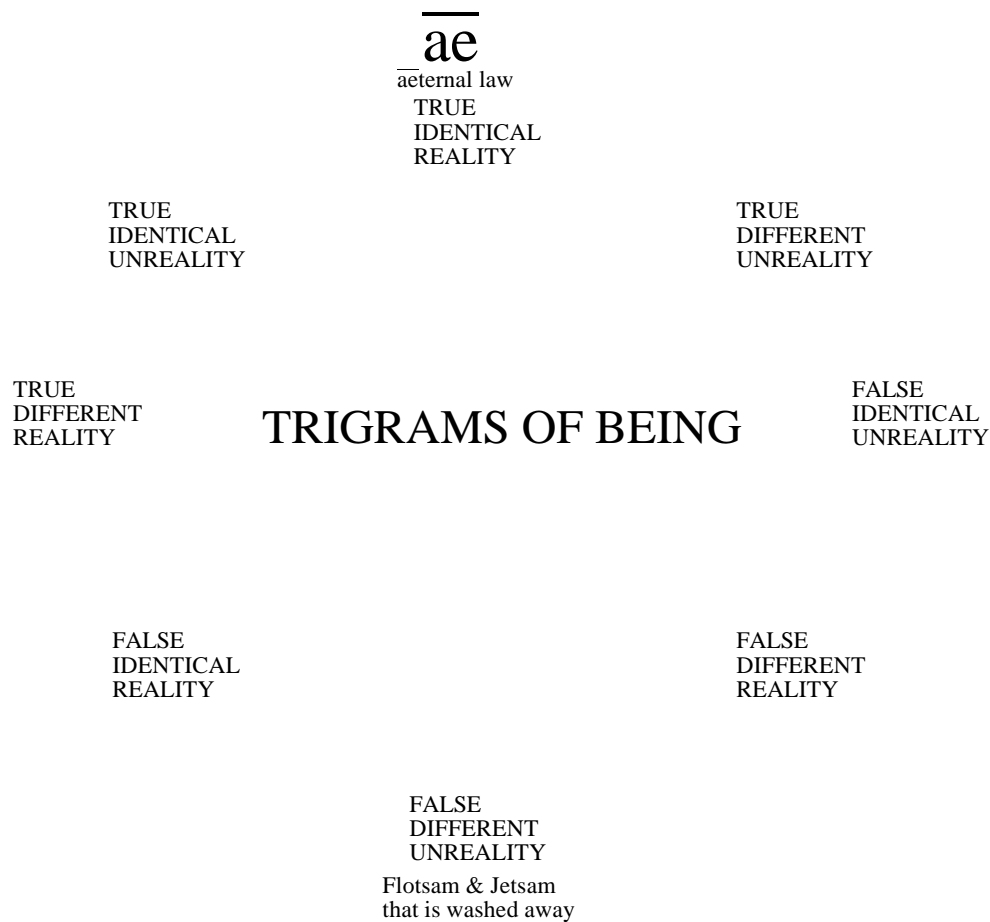 ae
aeternal law
TRUE
IDENTICAL
REALITY
TRUE
IDENTICAL
UNREALITY
TRUE
DIFFERENT
UNREALITY
TRUE
DIFFERENT
REALITY
TRIGRAMS OF BEING
FALSE
IDENTICAL
UNREALITY
FALSE
IDENTICAL
REALITY
FALSE
DIFFERENT
REALITY
FALSE
DIFFERENT
UNREALITY
Flotsam & Jetsam
that is washed away